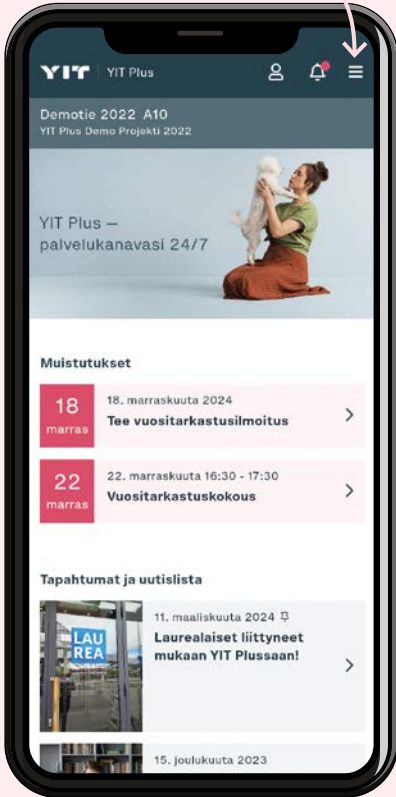 YIT YIT Plus
Demotie 2022 A10
YIT Plus Demo Projekti 2022
YIT Plus –
palvelukanavasi 24/7
Muistutukset
18
marras
18. marraskuuta 2024
Tee vuositarkastusilmoitus
22
marras
22. marraskuuta 16:30 - 17:30
Vuositarkastuskokous
Tapahtumat ja uutislista
LAU
REA
11. maaliskuuta 2024
Laurealaiset liittyneet
mukaan YIT Plussaan!
15. joulukuuta 2023